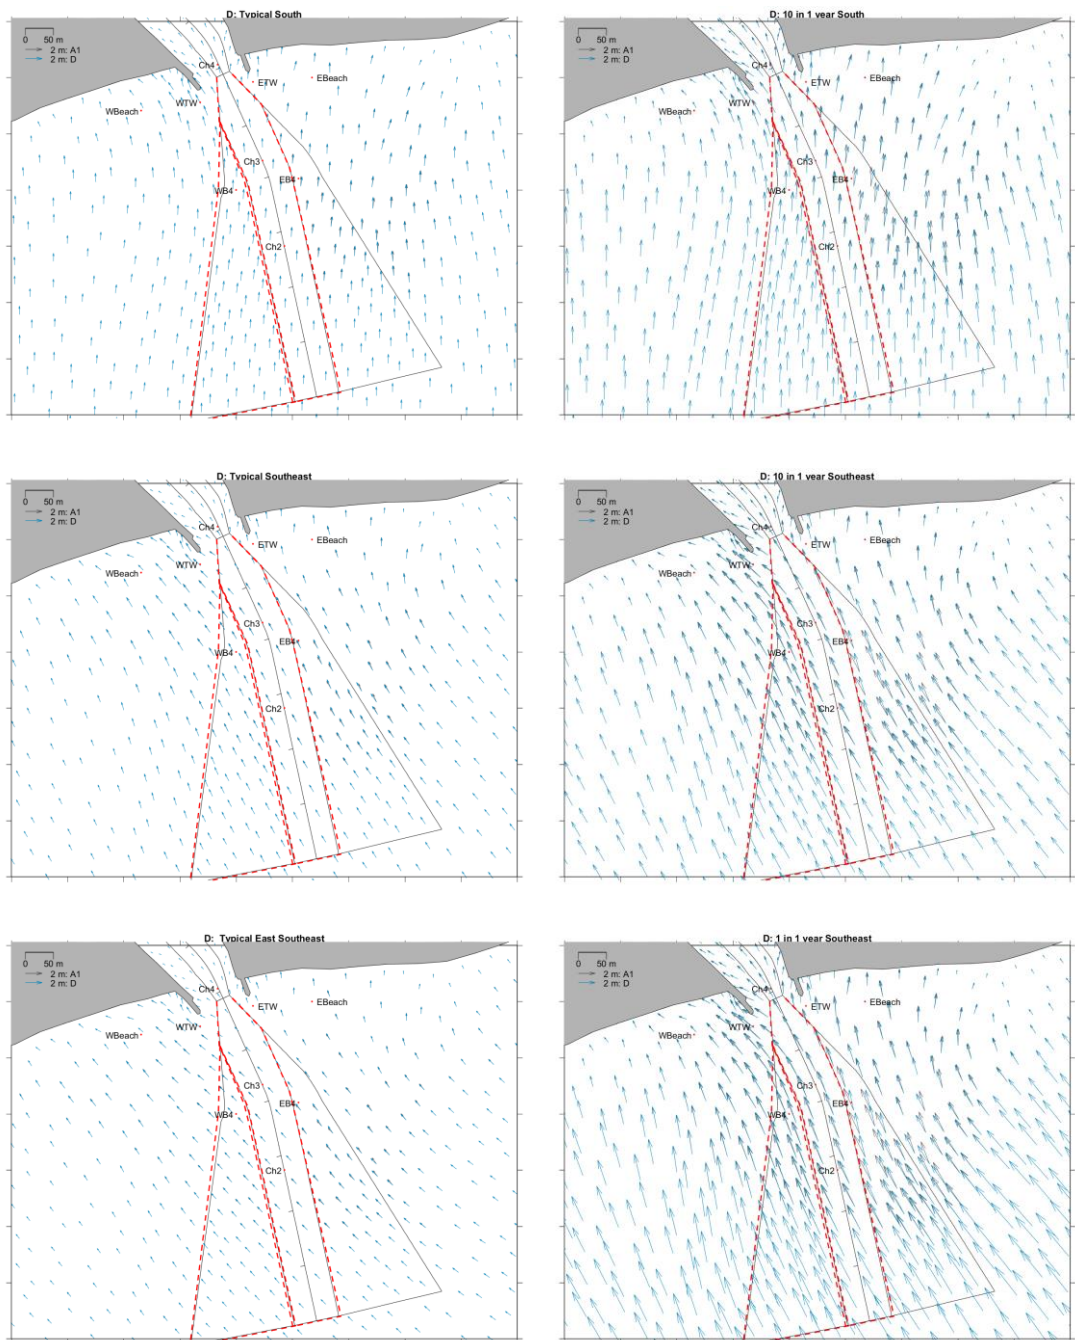 D: Typical South
0 50 m
2 m: A1
2 m: D
Ch4
ETW
EBeach
WTW
WBeach
Ch3
EB4
WB4
Ch2
D: 10 in 1 year South
0 50 m
2 m: A1
2 m: D
Ch4
ETW
EBeach
WTW
WBeach
Ch3
EB4
WB4
Ch2
D: Typical Southeast
0 50 m
2 m: A1
2 m: D
Ch4
ETW
EBeach
WTW
WBeach
Ch3
EB4
WB4
Ch2
D: 10 in 1 year Southeast
0 50 m
2 m: A1
2 m: D
Ch4
ETW
EBeach
WTW
WBeach
Ch3
EB4
WB4
Ch2
D: Typical East Southeast
0 50 m
2 m: A1
2 m: D
Ch4
ETW
EBeach
WTW
WBeach
Ch3
EB4
WB4
Ch2
D: 1 in 1 year Southeast
0 50 m
2 m: A1
2 m: D
Ch4
ETW
EBeach
WTW
WBeach
Ch3
EB4
WB4
Ch2